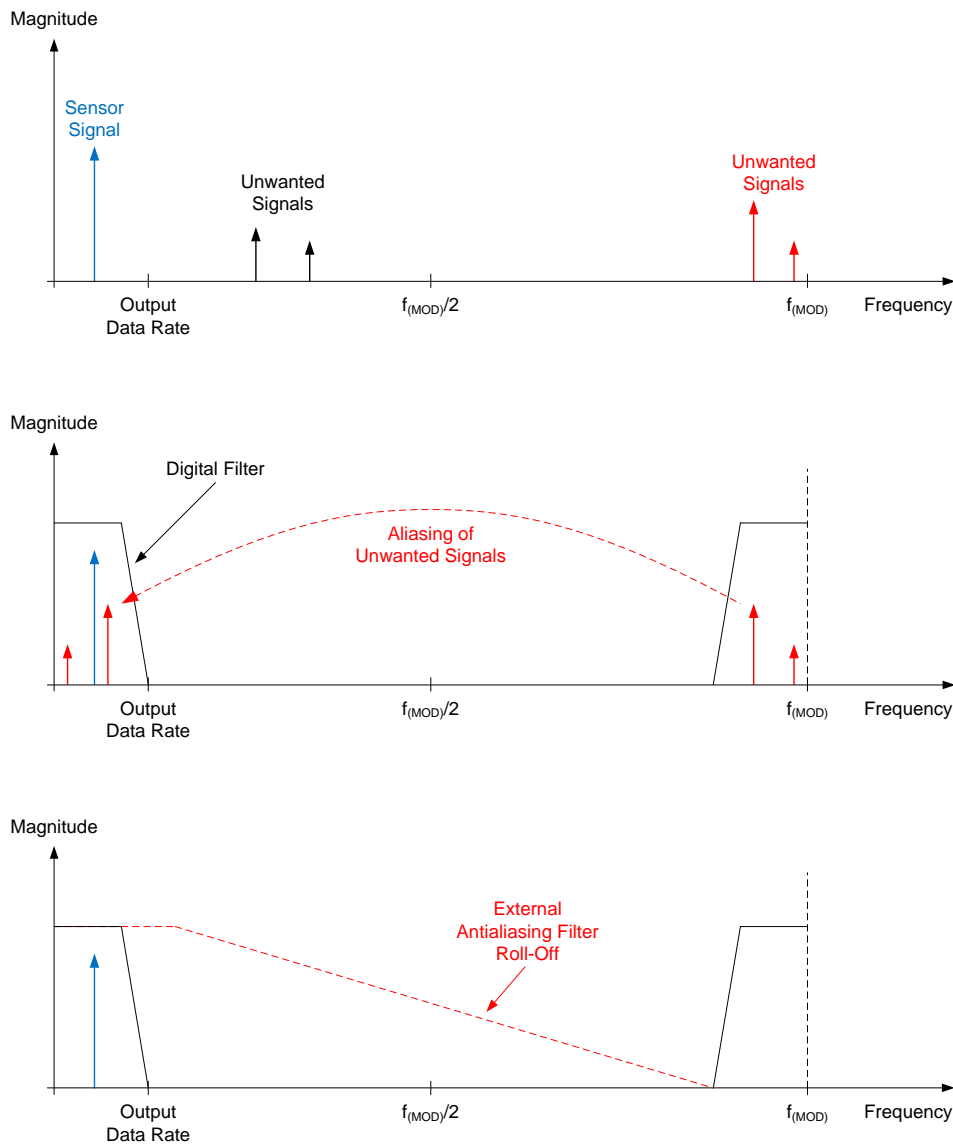 Magnitude
Sensor
Signal
Unwanted
Signals
Unwanted
Signals
Output
Data Rate
f(MOD)/2
f(MOD)
Frequency
Magnitude
Digital Filter
Aliasing of
Unwanted Signals
Output
Data Rate
f(MOD)/2
f(MOD)
Frequency
Magnitude
External
Antialiasing Filter
Roll-Off
Output
Data Rate
f(MOD)/2
f(MOD)
Frequency